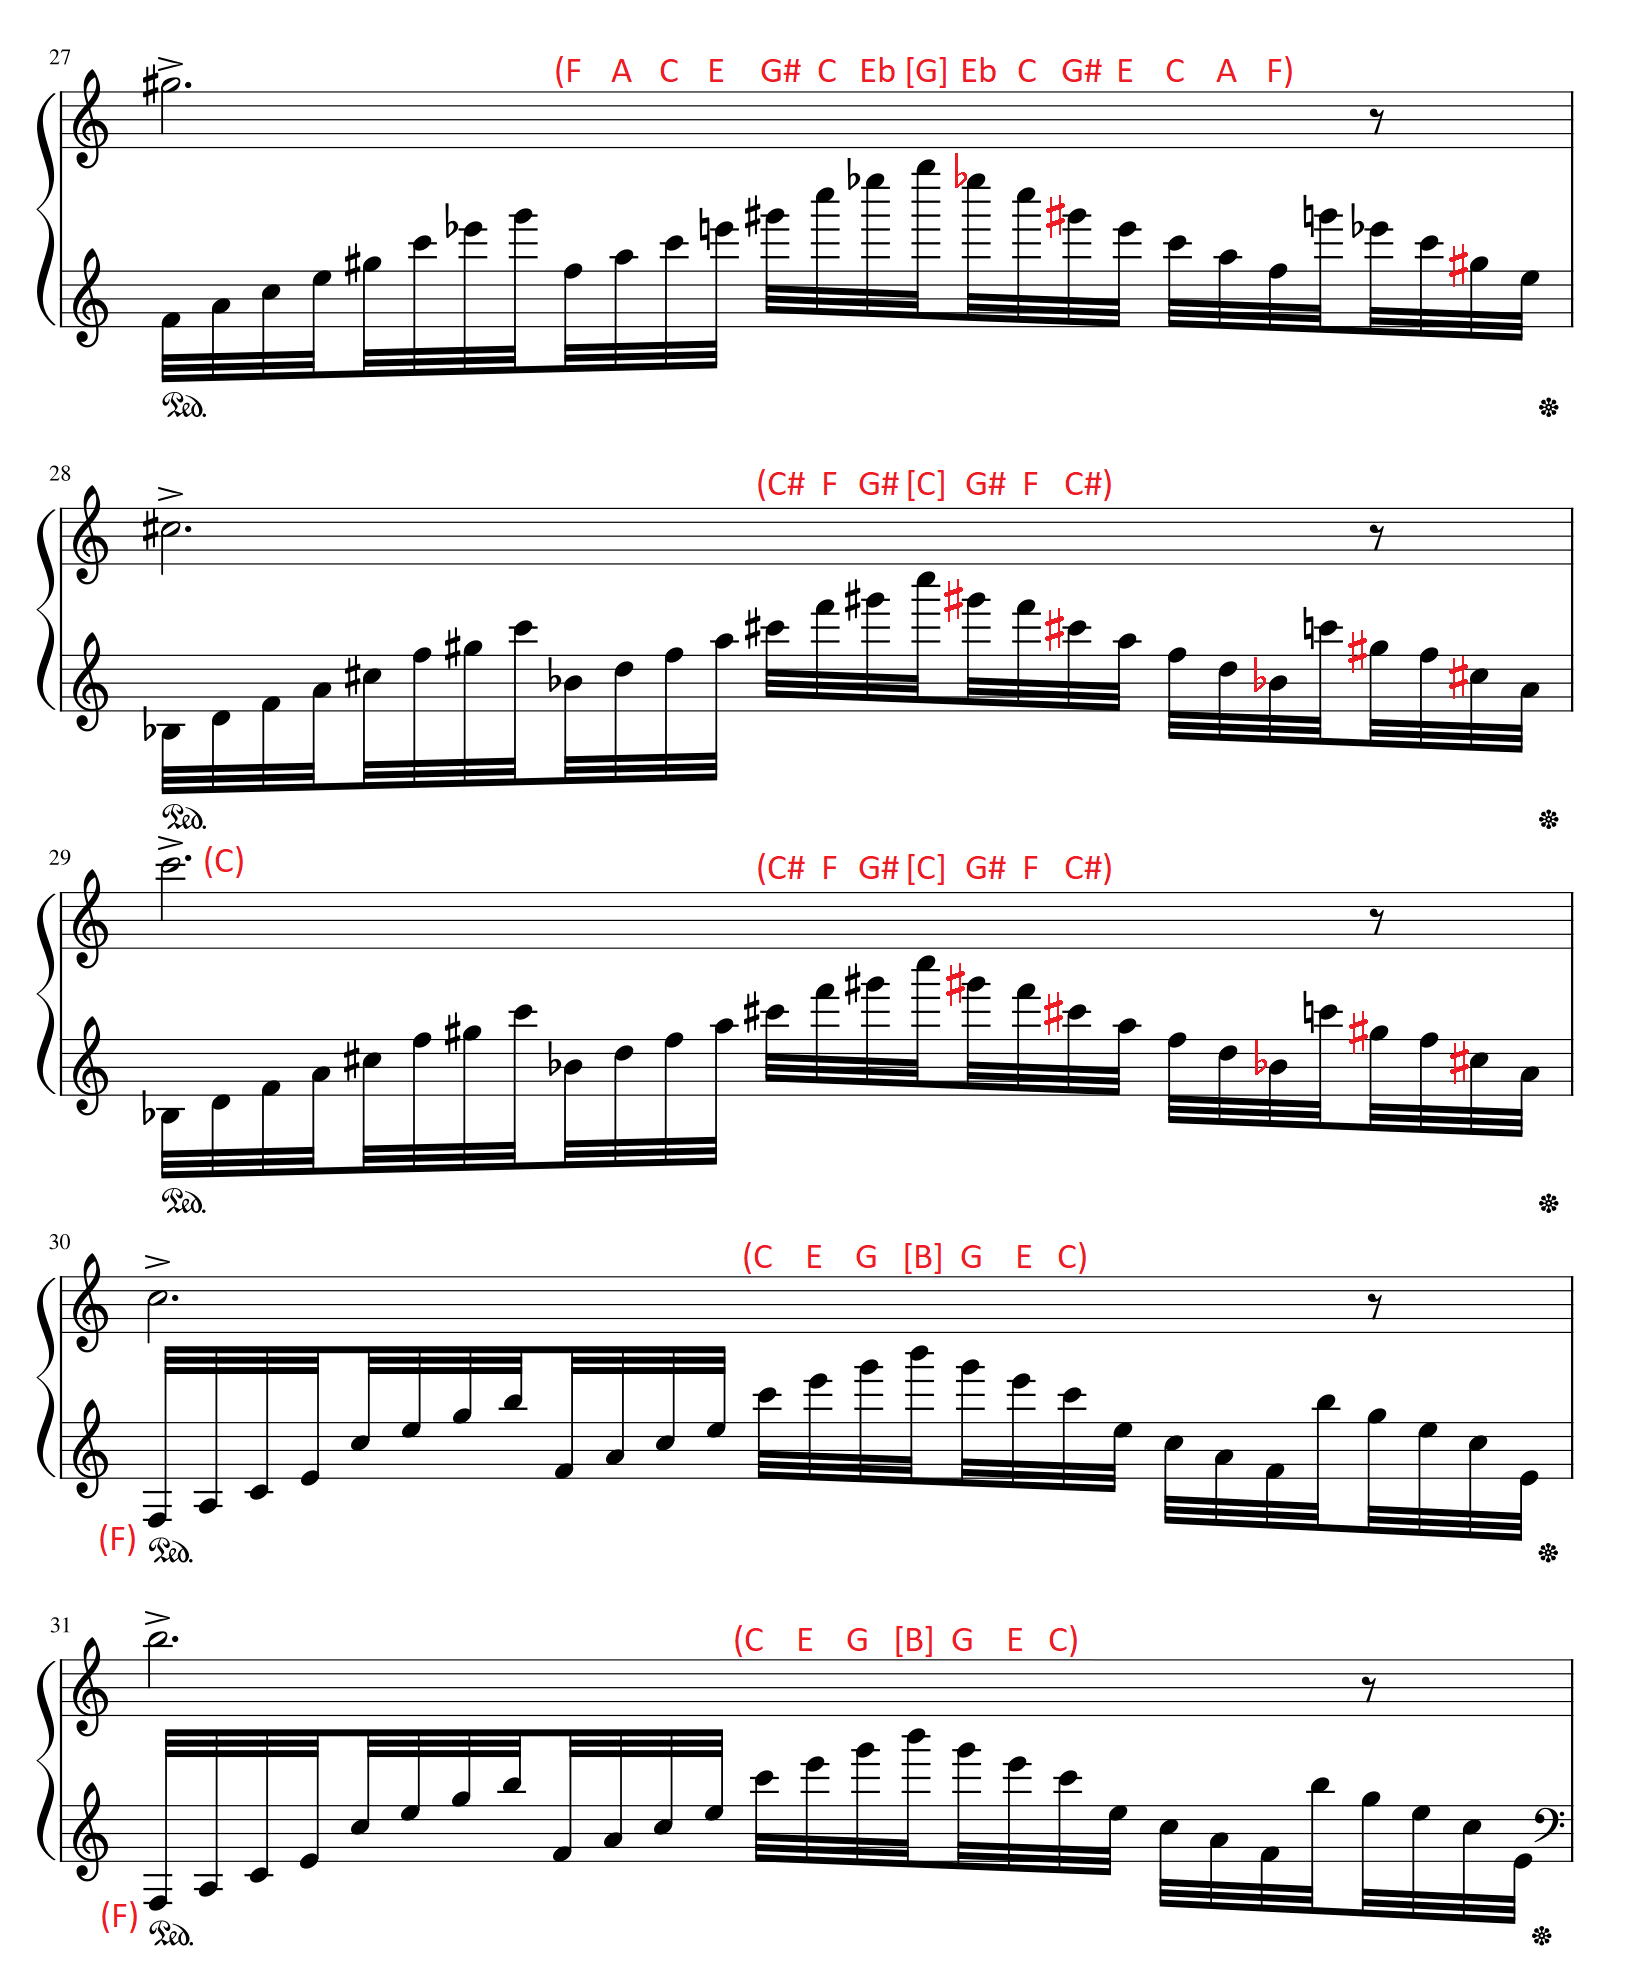 27
(F A C E G# C Eb [G] Eb C G# E C A F)
Ped.
28
(C# F G# [C] G# F C#)
Ped.
29
(C)
(C# F G# [C] G# F C#)
Ped.
30
(C E G [B] G E C)
(F)
Ped.
31
(C E G [B] G E C)
(F)
Ped.